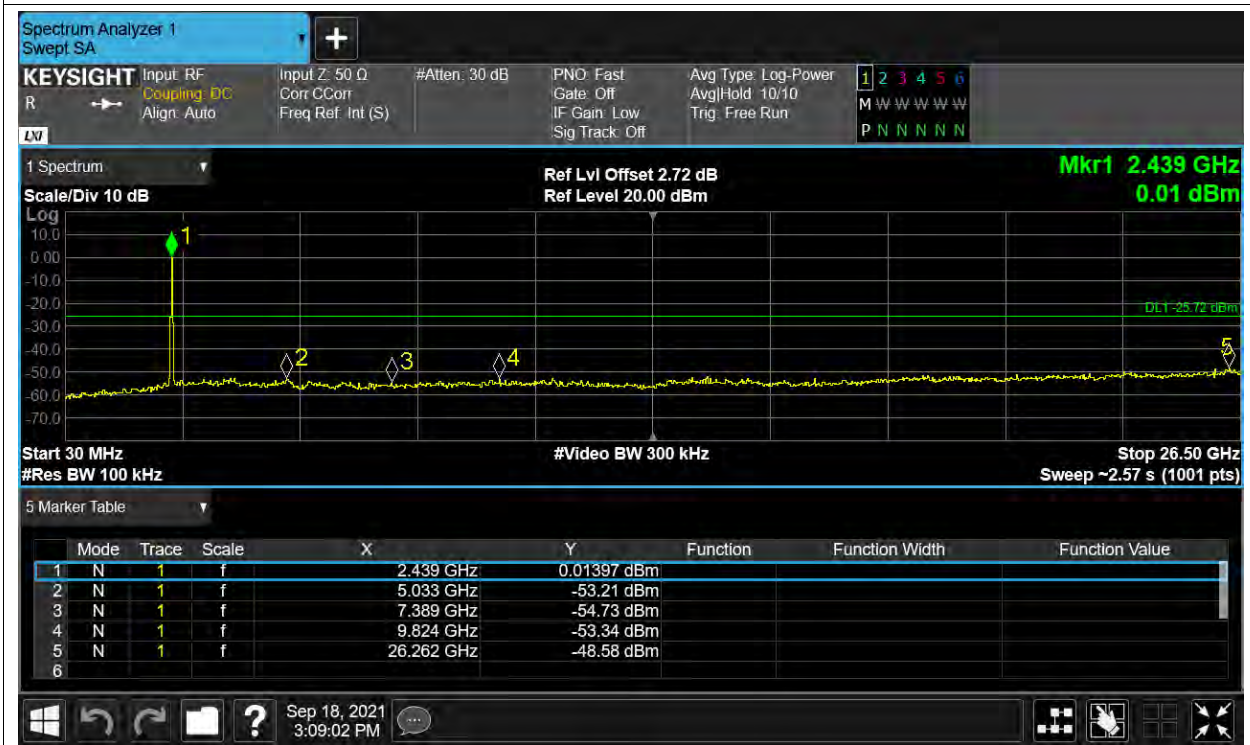 Spectrum Analyzer 1
Swept SA
+
KEYSIGHT Input: RF Input Z: 50 Ω #Atten: 30 dB PNO: Fast Avg Type: Log-Power 1 2 3 4 5 6
R Coupling: DC Corr CCorr Gate: Off Avg|Hold: 10/10 M W W W W W
Align: Auto Freq Ref: Int (S) IF Gain: Low Trig: Free Run
LXI Sig Track: Off P N N N N N
1 Spectrum
Scale/Div 10 dB
Ref Lvl Offset 2.72 dB
Ref Level 20.00 dBm
Mkr1 2.439 GHz
0.01 dBm
Log
10.0
0.00
-10.0
-20.0
-30.0
-40.0
-50.0
-60.0
-70.0
1
DL1 -25.72 dBm
2
3
4
5
Start 30 MHz #Video BW 300 kHz Stop 26.50 GHz
#Res BW 100 kHz Sweep ~2.57 s (1001 pts)
5 Marker Table
Mode Trace Scale X Y Function Function Width Function Value
1 N 1 f 2.439 GHz 0.01397 dBm
2 N 1 f 5.033 GHz -53.21 dBm
3 N 1 f 7.389 GHz -54.73 dBm
4 N 1 f 9.824 GHz -53.34 dBm
5 N 1 f 26.262 GHz -48.58 dBm
6
? Sep 18, 2021
3:09:02 PM